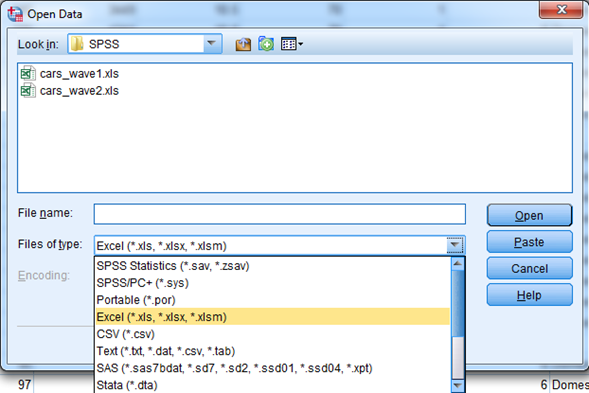 Open Data
Look in: SPSS
cars_wave1.xls
cars_wave2.xls
File name:
Open
Files of type: Excel (*.xls, *.xlsx, *.xlsm)
Paste
Encoding:
SPSS Statistics (*.sav, *.zsav)
Cancel
SPSS/PC+ (*.sys)
Portable (*.por)
Help
Excel (*.xls, *.xlsx, *.xlsm)
CSV (*.csv)
Text (*.txt, *.dat, *.csv, *.tab)
SAS (*.sas7bdat, *.sd7, *.sd2, *.ssd01, *.ssd04, *.xpt)
Stata (*.dta)
97 6 Domes